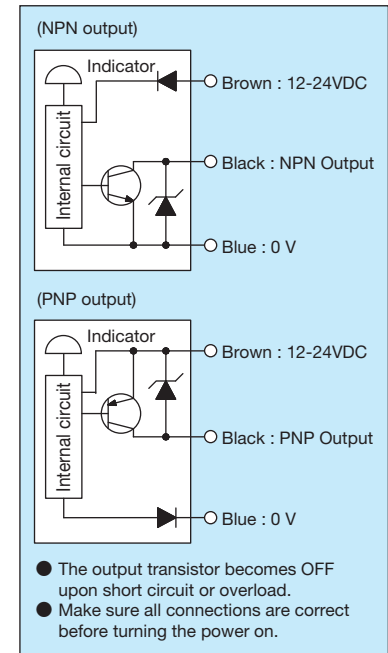 (NPN output)
Indicator
Brown : 12-24VDC
Internal circuit
Black : NPN Output
Blue : 0 V
(PNP output)
Indicator
Brown : 12-24VDC
Internal circuit
Black : PNP Output
Blue : 0 V
● The output transistor becomes OFF
upon short circuit or overload.
● Make sure all connections are correct
before turning the power on.